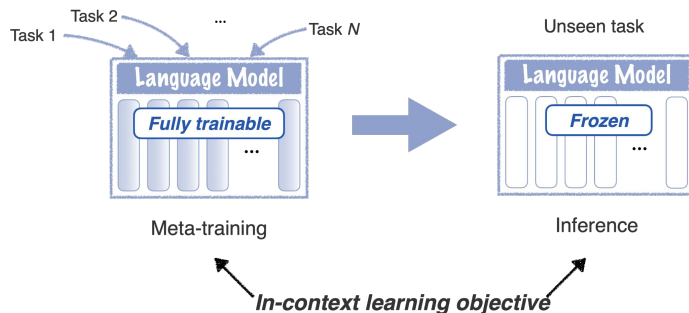 Task 1
Task 2
...
Task N
Unseen task
Language Model
Fully trainable
...
Language Model
Frozen
...
Meta-training
Inference
In-context learning objective